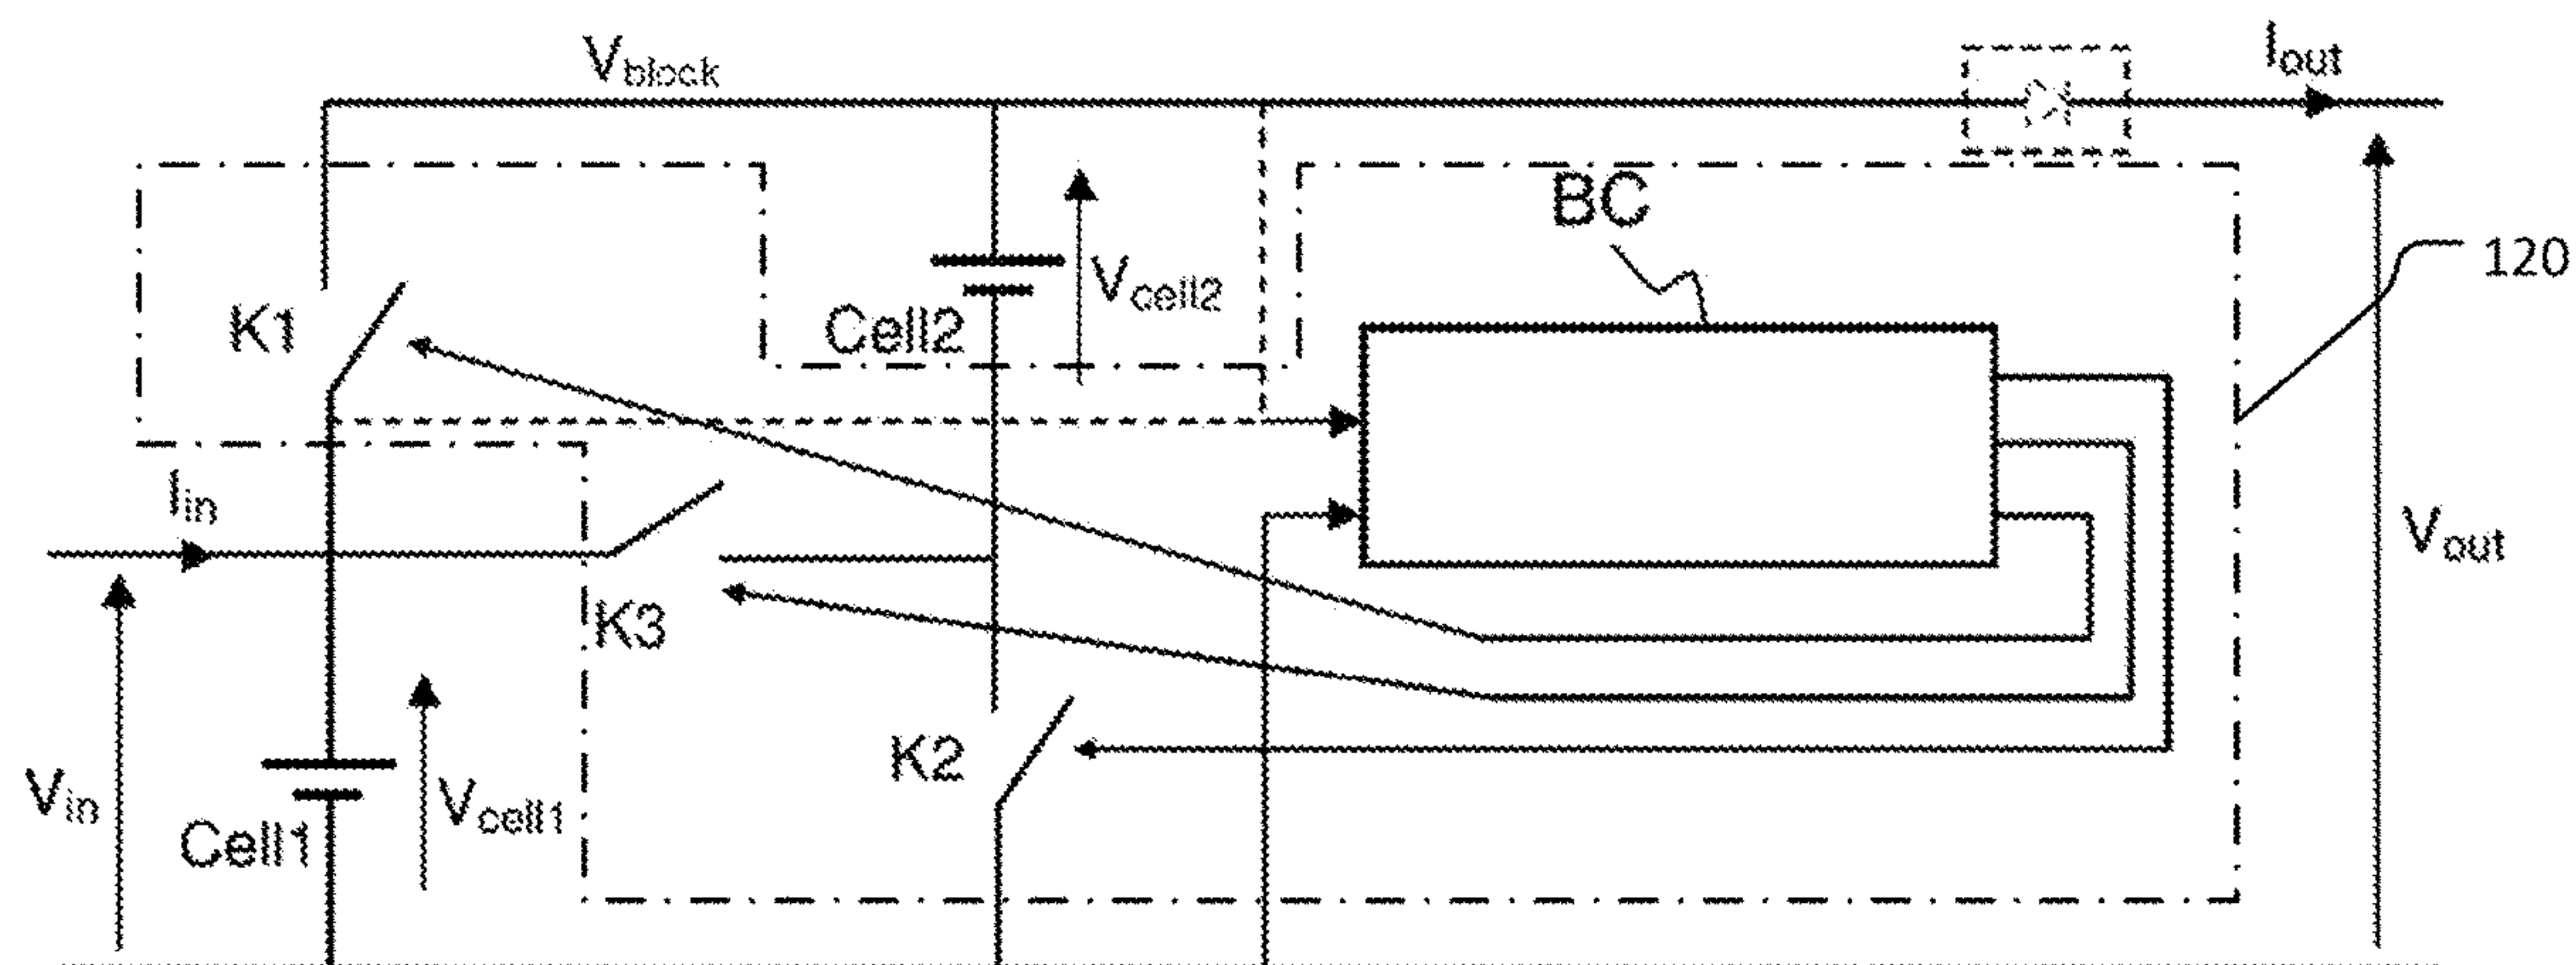 Vblock
Iout
BC
120
K1
Cell2
Vcell2
Iin
Vout
K3
K2
Vin
Vcell1
Cell1